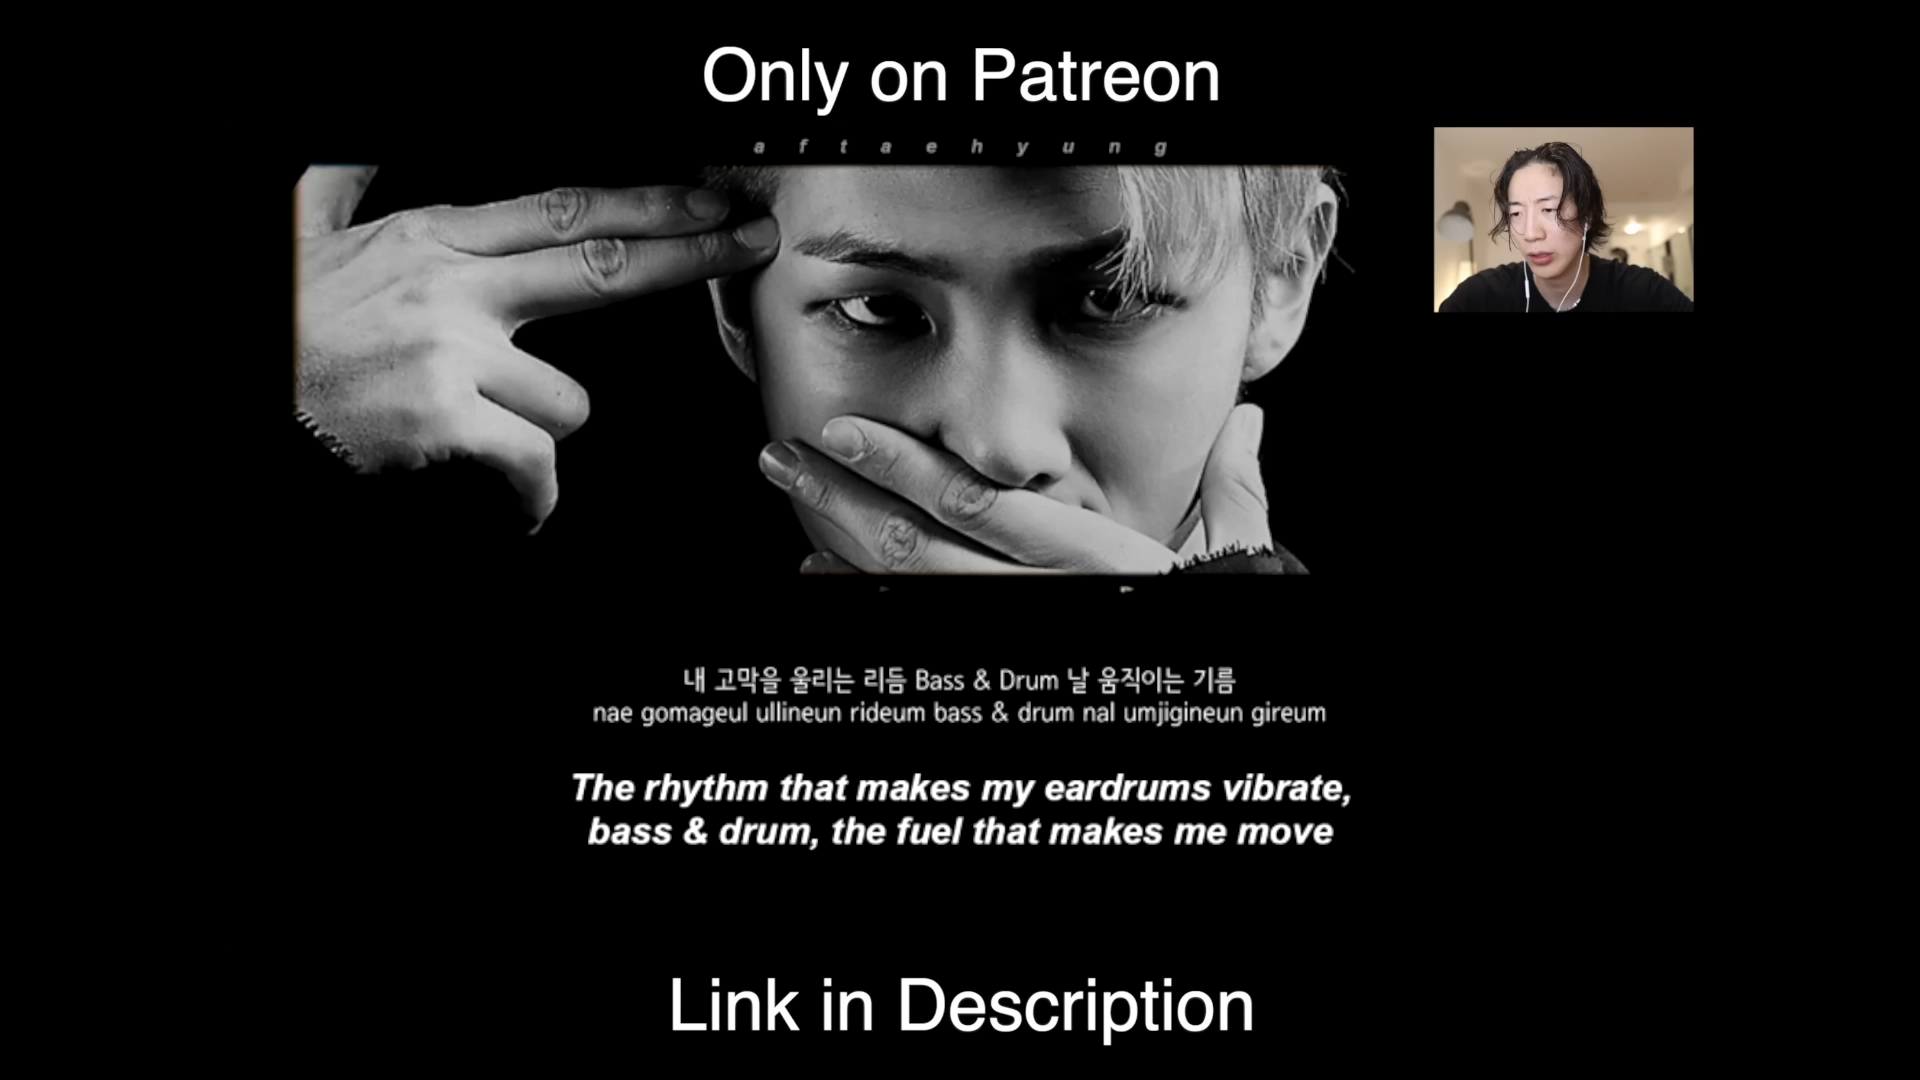 Only on Patreon
a f t a e h y u n g
내 고막을 울리는 리듬 Bass & Drum 날 움직이는 기름
nae gomageul ullineun rideum bass & drum nal umjigineun gireum
The rhythm that makes my eardrums vibrate,
bass & drum, the fuel that makes me move
Link in Description